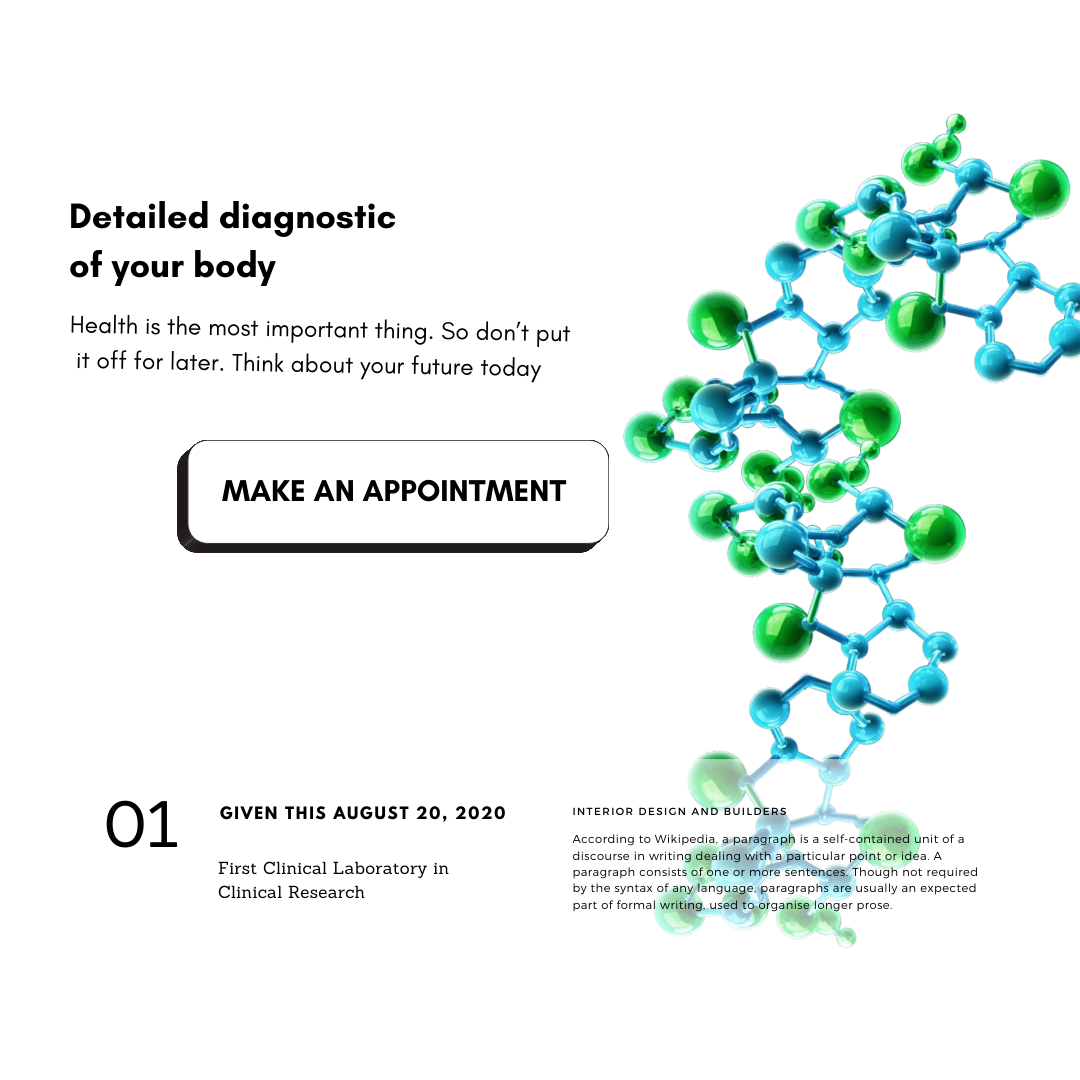 Detailed diagnostic
of your body
Health is the most important thing. So don't put
it off for later. Think about your future today
MAKE AN APPOINTMENT
01
GIVEN THIS AUGUST 20, 2020
First Clinical Laboratory in
Clinical Research
INTERIOR DESIGN AND BUILDERS
According to Wikipedia, a paragraph is a self-contained unit of a
discourse in writing dealing with a particular point or idea. A
paragraph consists of one or more sentences. Though not required
by the syntax of any language, paragraphs are usually an expected
part of formal writing, used to organise longer prose.